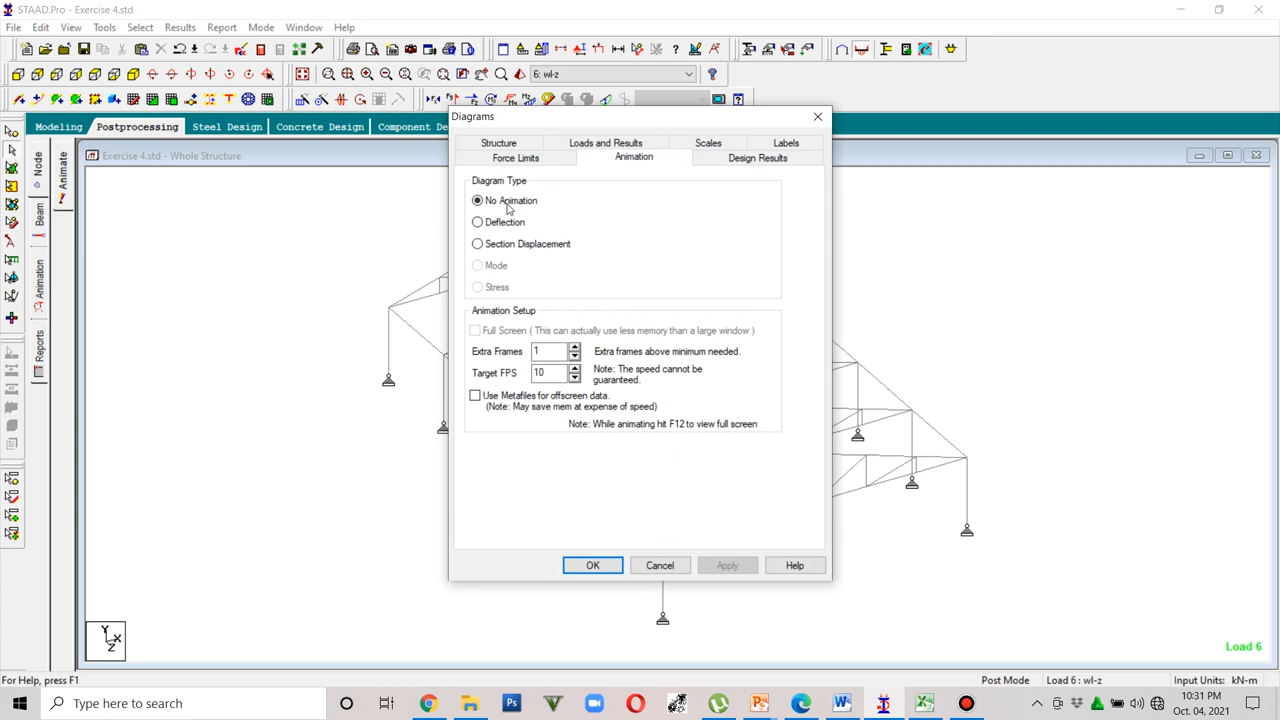 STAAD.Pro - Exercise 4.std
File Edit View Tools Select Results Report Mode Window Help
6: wl-z
Modeling Postprocessing Steel Design Concrete Design Component De
Exercise 4.std - Whole Structure
Node
Beam
Animation
Reports
Animate
Diagrams
Structure Loads and Results Scales Labels
Force Limits Animation Design Results
Diagram Type
No Animation
Deflection
Section Displacement
Mode
Stress
Animation Setup
Full Screen ( This can actually use less memory than a large window )
Extra Frames 1 Extra frames above minimum needed.
Target FPS 10 Note: The speed cannot be
guaranteed.
Use Metafiles for offscreen data.
(Note: May save mem at expense of speed)
Note: While animating hit F12 to view full screen
OK Cancel Apply Help
Y
X
Z
Load 6
For Help, press F1 Post Mode Load 6 : wl-z Input Units: kN-m
Type here to search
10:31 PM
Oct. 04, 2021